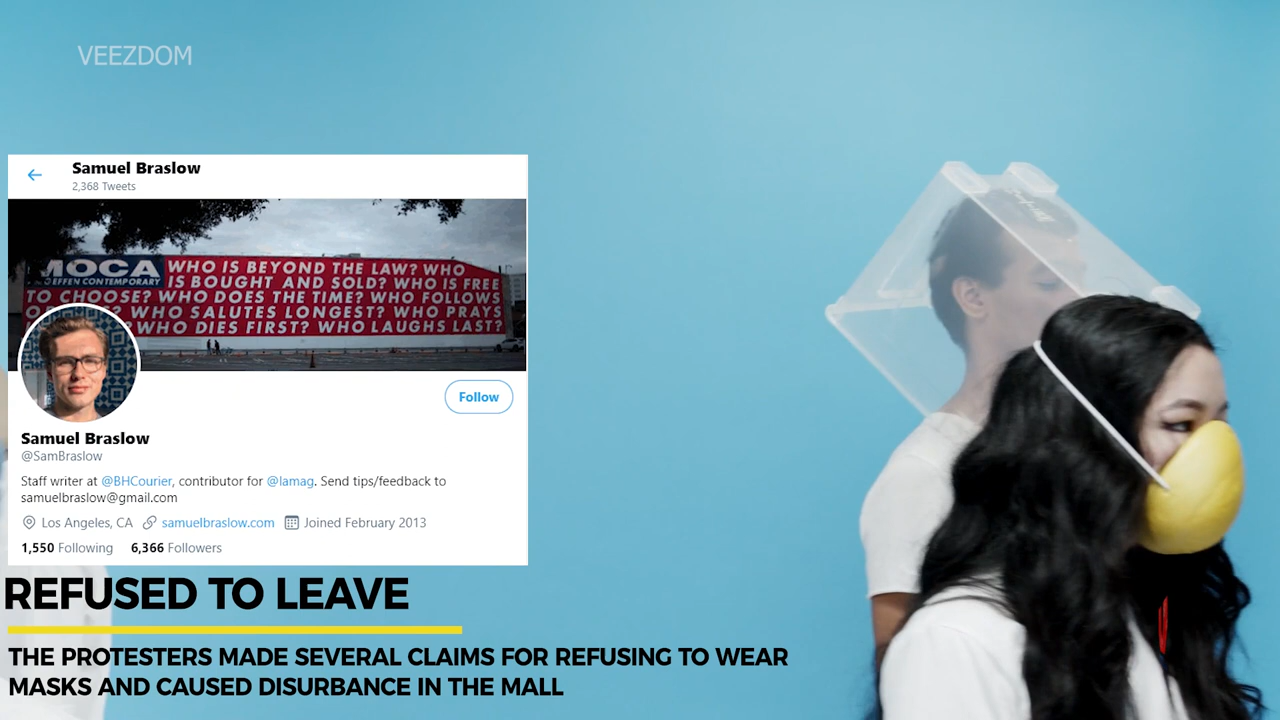 VEEZDOM
Samuel Braslow
2,368 Tweets
MOCA WHO IS BEYOND THE LAW? WHO
GEFFEN CONTEMPORARY IS BOUGHT AND SOLD? WHO IS FREE
TO CHOOSE? WHO DOES THE TIME? WHO FOLLOWS
? WHO SALUTES LONGEST? WHO PRAYS
WHO DIES FIRST? WHO LAUGHS LAST?
Follow
Samuel Braslow
@SamBraslow
Staff writer at @BHCourier, contributor for @lamag. Send tips/feedback to
samuelbraslow@gmail.com
Los Angeles, CA samuelbraslow.com Joined February 2013
1,550 Following 6,366 Followers
REFUSED TO LEAVE
THE PROTESTERS MADE SEVERAL CLAIMS FOR REFUSING TO WEAR
MASKS AND CAUSED DISURBANCE IN THE MALL